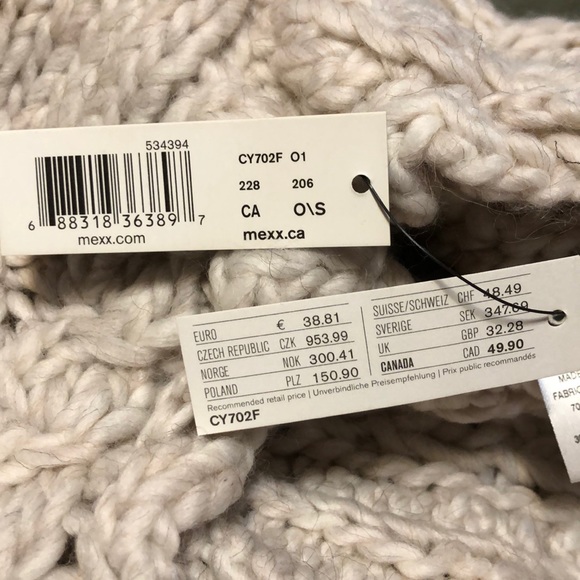 534394
6 88318 36389 7
mexx.com
CY702F O1
228 206
CA O\S
mexx.ca
EURO € 38.81
CZECH REPUBLIC CZK 953.99
NORGE NOK 300.41
POLAND PLZ 150.90
SUISSE/SCHWEIZ CHF 48.49
SVERIGE SEK 347.69
UK GBP 32.28
CANADA CAD 49.90
Recommended retail price | Unverbindliche Preisempfehlung | Prix public recommandés
CY702F
MADE
FABRIC